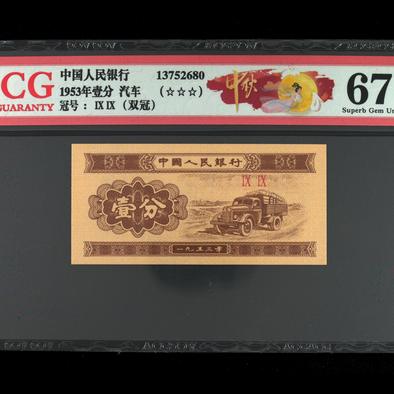 CG
GUARANTY
中国人民银行 13752680
1953年壹分 汽车 (☆☆☆)
冠号: IX IX (双冠)
中秋
67
Superb Gem Un
中國人民銀行
IX IX
壹分
一九五三年